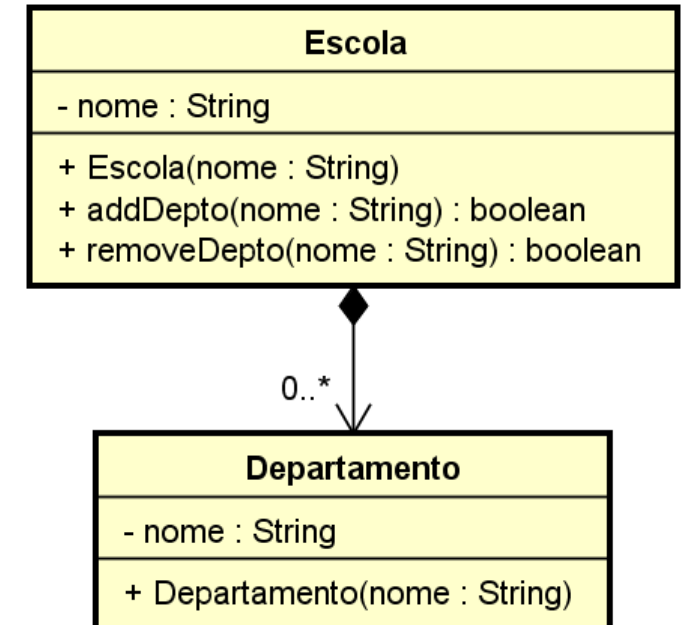 Escola
- nome : String
+ Escola(nome : String)
+ addDepto(nome : String) : boolean
+ removeDepto(nome : String) : boolean
0..*
Departamento
- nome : String
+ Departamento(nome : String)